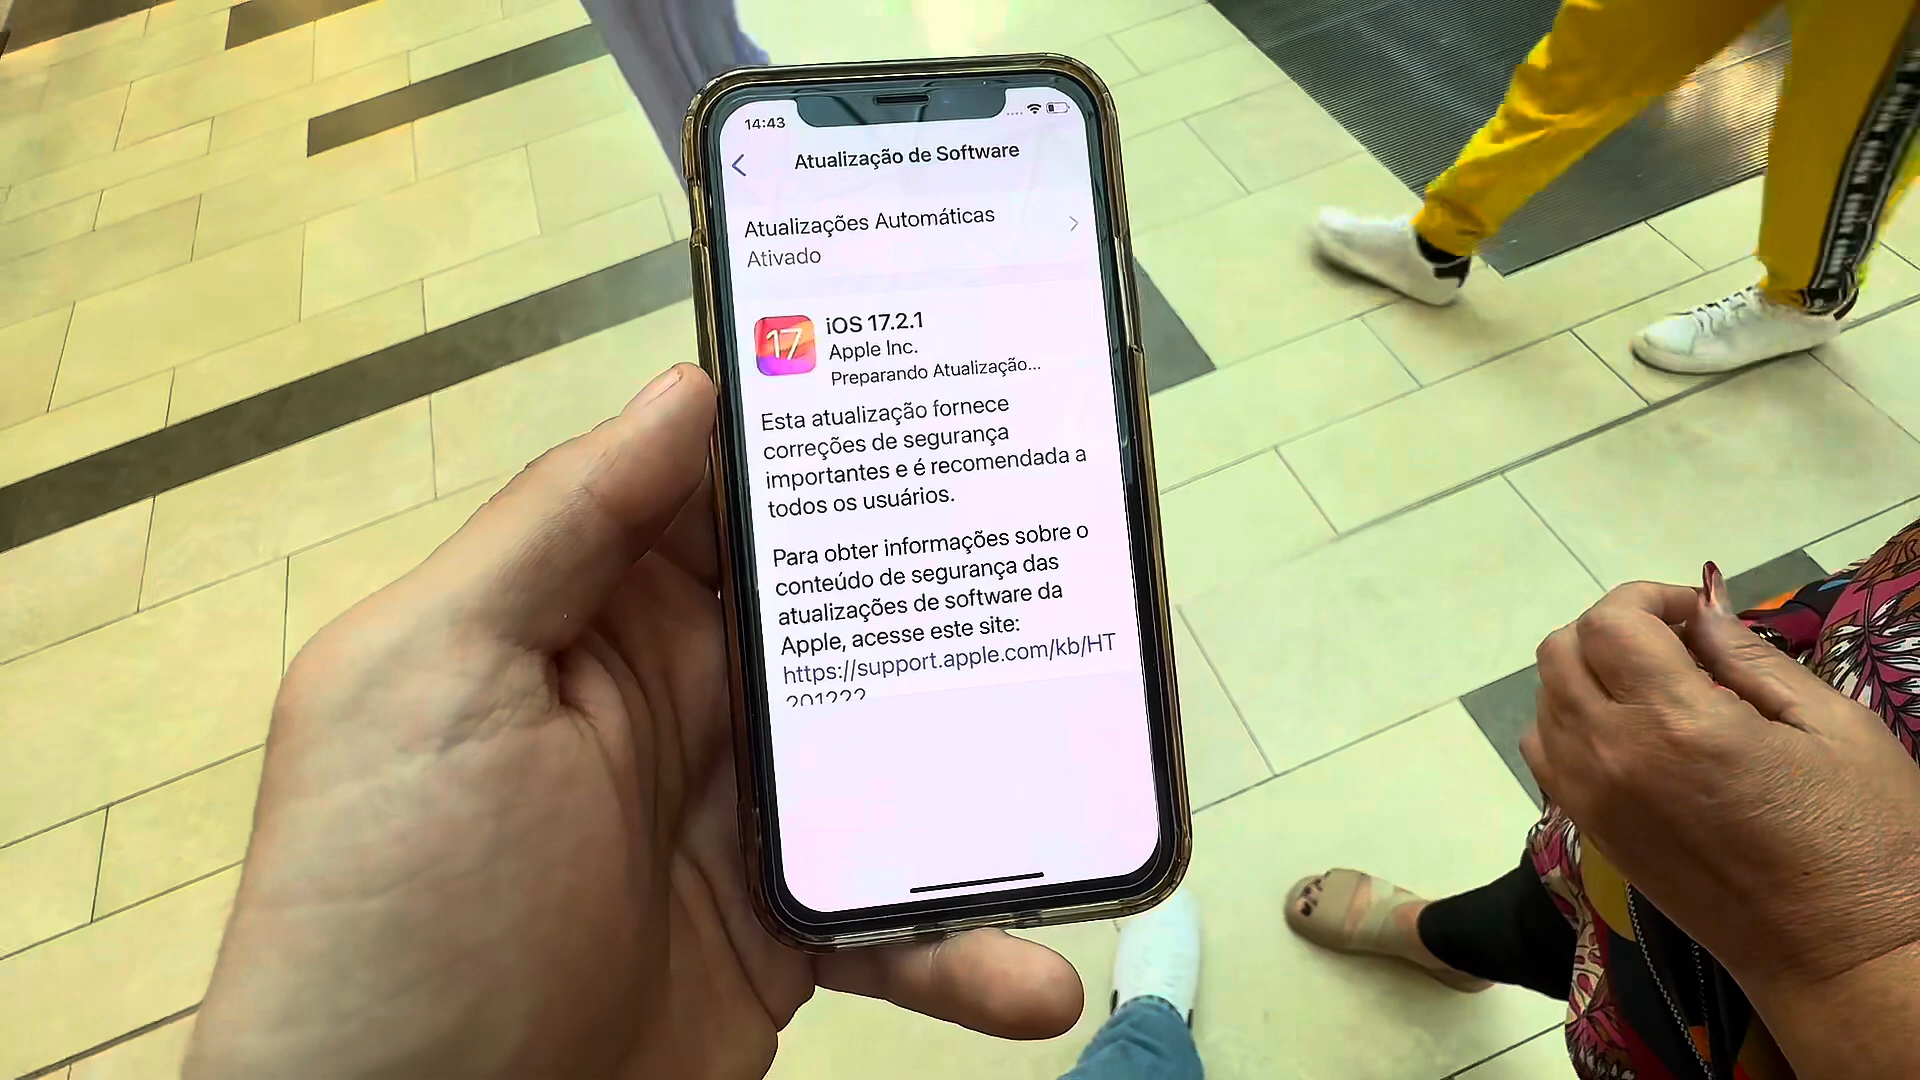 14:43
Atualização de Software
Atualizações Automáticas
Ativado
17
iOS 17.2.1
Apple Inc.
Preparando Atualização...
Esta atualização fornece
correções de segurança
importantes e é recomendada a
todos os usuários.
Para obter informações sobre o
conteúdo de segurança das
atualizações de software da
Apple, acesse este site:
https://support.apple.com/kb/HT
201222